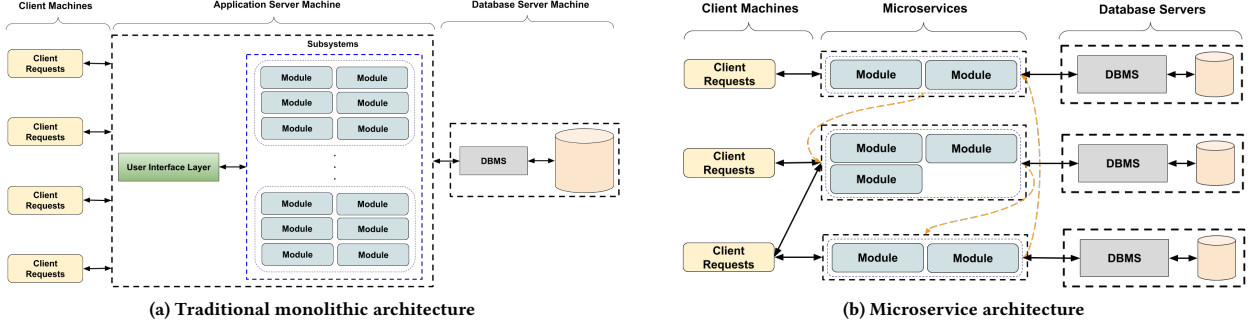 Client Machines
Application Server Machine
Database Server Machine
Subsystems
Client
Requests
Module Module
Module Module
Module Module
Client
Requests
User Interface Layer
.
.
.
DBMS
Client
Requests
Module Module
Module Module
Module Module
Client
Requests
(a) Traditional monolithic architecture
Client Machines
Microservices
Database Servers
Client
Requests
Module Module
DBMS
Client
Requests
Module Module
Module
DBMS
Client
Requests
Module Module
DBMS
(b) Microservice architecture